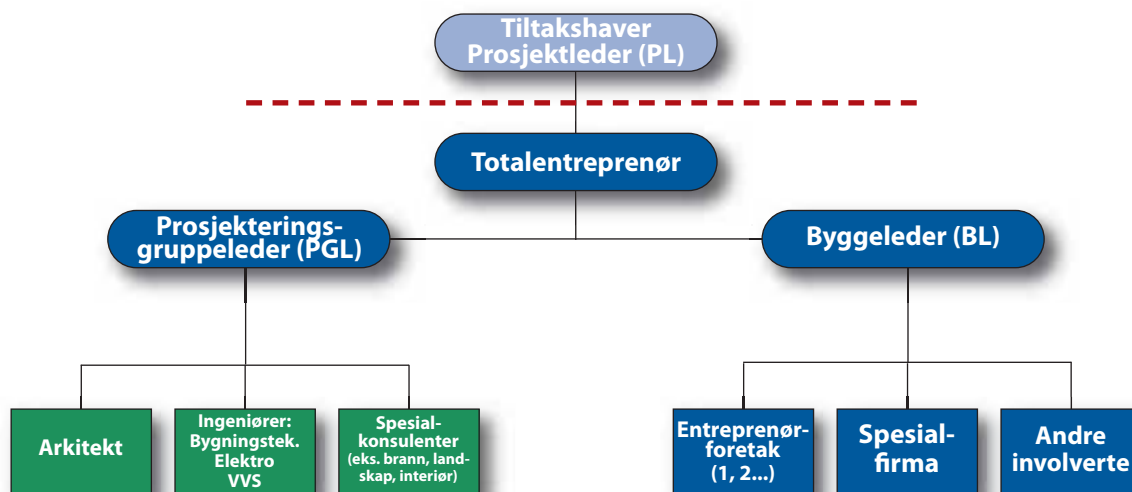 Tiltakshaver
Prosjektleder (PL)
Totalentreprenør
Prosjekterings-
gruppeleder (PGL)
Byggeleder (BL)
Arkitekt
Ingeniører:
Bygningstek.
Elektro
VVS
Spesial-
konsulenter
(eks. brann, land-
skap, interiør)
Entreprenør-
foretak
(1, 2...)
Spesial-
firma
Andre
involverte